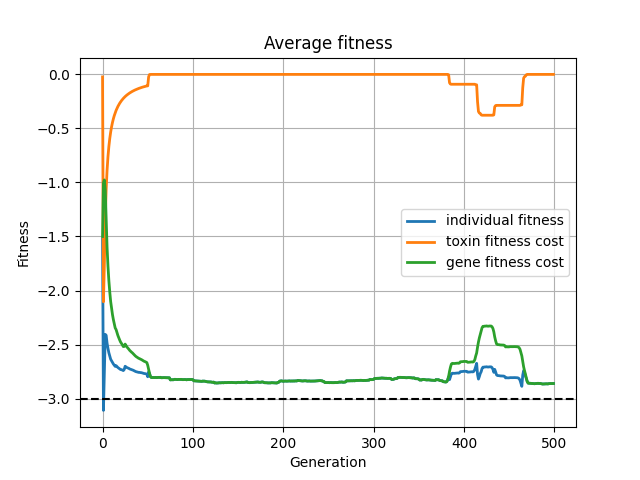 Average fitness
0.0
−0.5
−1.0
−1.5
−2.0
−2.5
−3.0
Fitness
individual fitness
toxin fitness cost
gene fitness cost
0 100 200 300 400 500
Generation